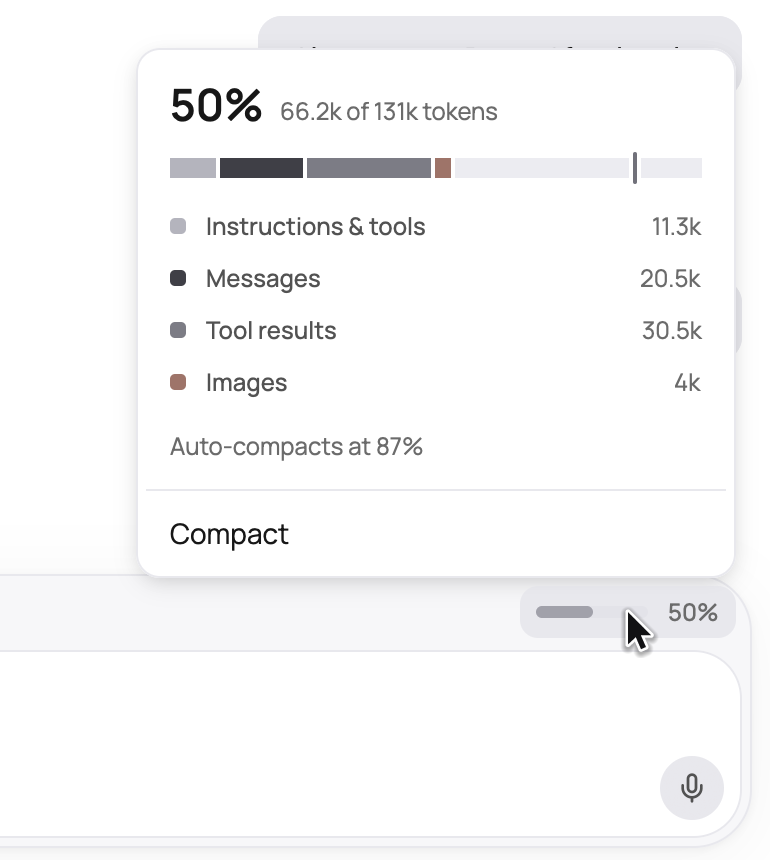 50% 66.2k of 131k tokens
Instructions & tools 11.3k
Messages 20.5k
Tool results 30.5k
Images 4k
Auto-compacts at 87%
Compact
50%